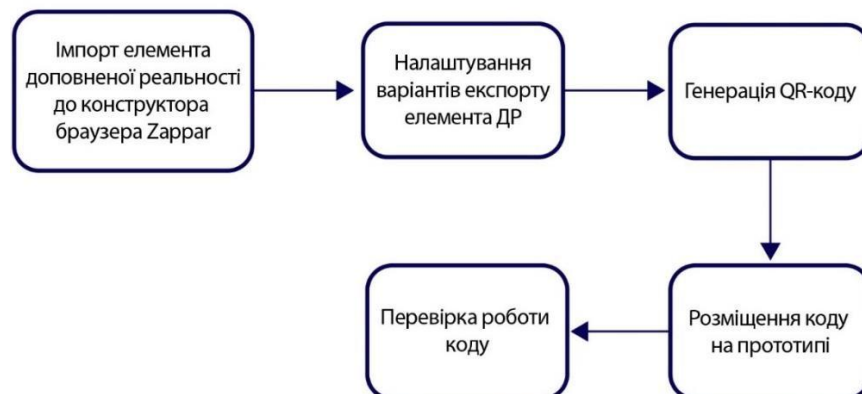 Імпорт елемента
доповненої реальності
до конструктора
браузера Zappar
Налаштування
варіантів експорту
елемента ДР
Генерація QR-коду
Розміщення коду
на прототипі
Перевірка роботи
коду